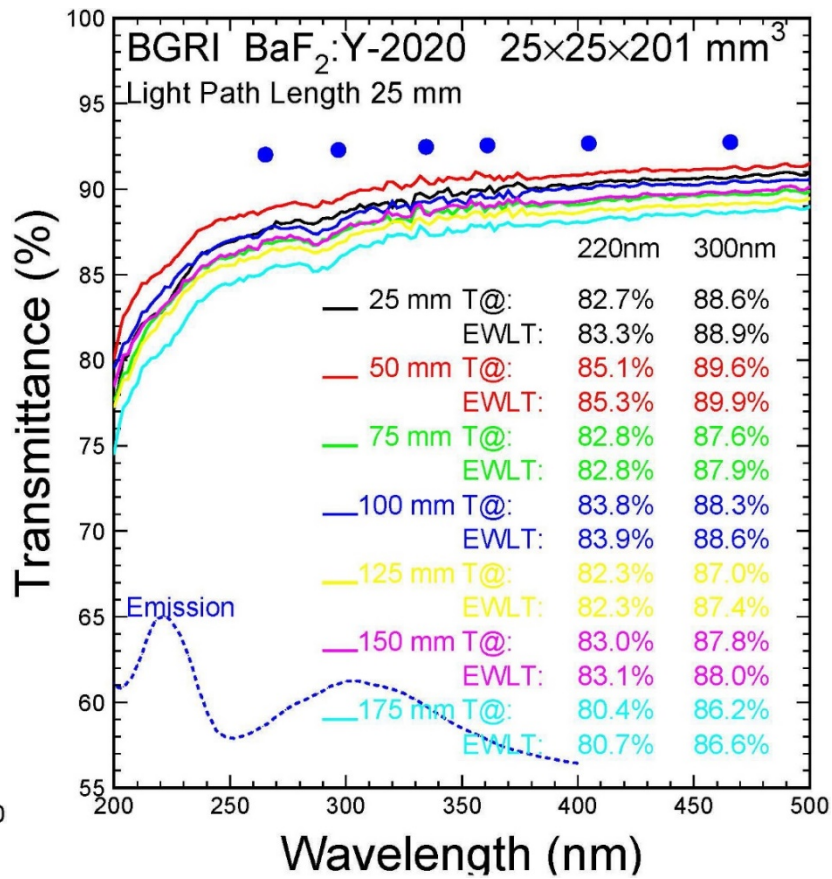 100
95
90
85
80
75
70
65
60
55
Transmittance (%)
BGRI BaF2:Y-2020 25×25×201 mm3
Light Path Length 25 mm
220nm 300nm
25 mm T@: 82.7% 88.6%
EWLT: 83.3% 88.9%
50 mm T@: 85.1% 89.6%
EWLT: 85.3% 89.9%
75 mm T@: 82.8% 87.6%
EWLT: 82.8% 87.9%
100 mm T@: 83.8% 88.3%
EWLT: 83.9% 88.6%
125 mm T@: 82.3% 87.0%
EWLT: 82.3% 87.4%
150 mm T@: 83.0% 87.8%
EWLT: 83.1% 88.0%
175 mm T@: 80.4% 86.2%
EWLT: 80.7% 86.6%
Emission
0
200 250 300 350 400 450 500
Wavelength (nm)